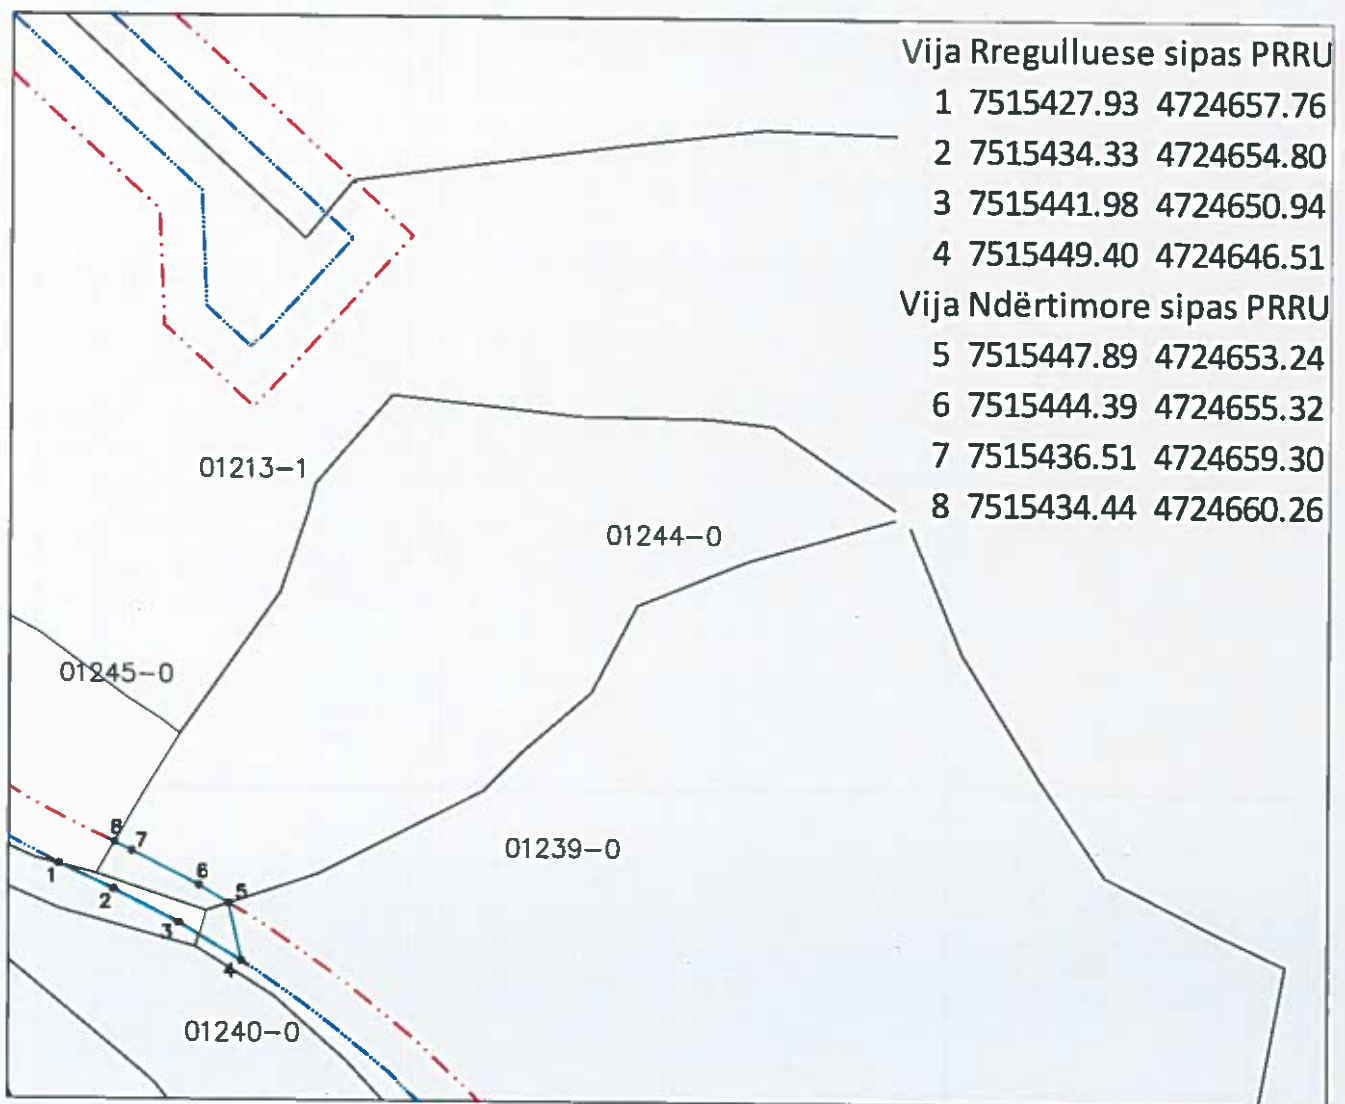 Vija Rregulluese sipas PRRU
1 7515427.93 4724657.76
2 7515434.33 4724654.80
3 7515441.98 4724650.94
4 7515449.40 4724646.51
Vija Ndërtimore sipas PRRU
5 7515447.89 4724653.24
6 7515444.39 4724655.32
7 7515436.51 4724659.30
8 7515434.44 4724660.26
01213-1
01244-0
01245-0
01239-0
01240-0
8
7
6
5
1
2
3
4